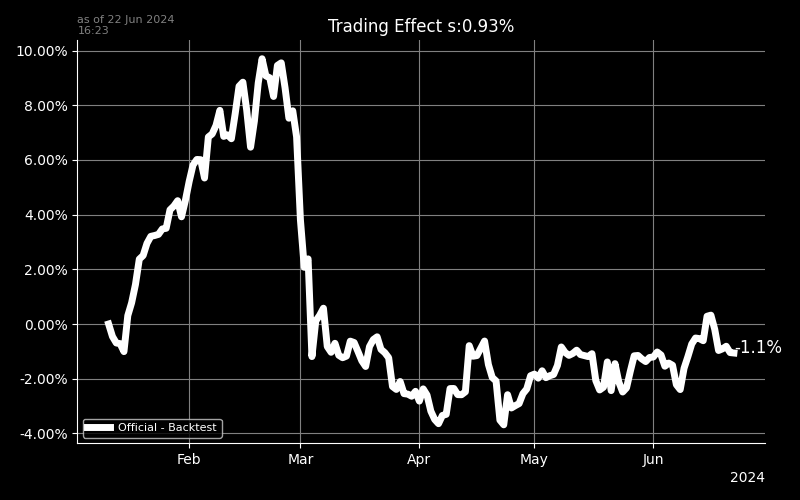 as of 22 Jun 2024
16:23
Trading Effect s:0.93%
10.00%
8.00%
6.00%
4.00%
2.00%
0.00%
-2.00%
-4.00%
-1.1%
Official - Backtest
Feb
Mar
Apr
May
Jun
2024